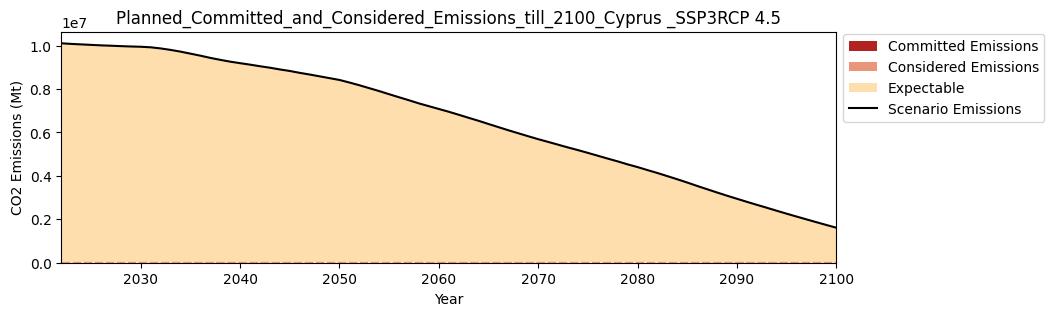 Planned_Committed_and_Considered_Emissions_till_2100_Cyprus _SSP3RCP 4.5
1e7
Committed Emissions
Considered Emissions
Expectable
Scenario Emissions
CO2 Emissions (Mt)
1.0
0.8
0.6
0.4
0.2
0.0
2030 2040 2050 2060 2070 2080 2090 2100
Year